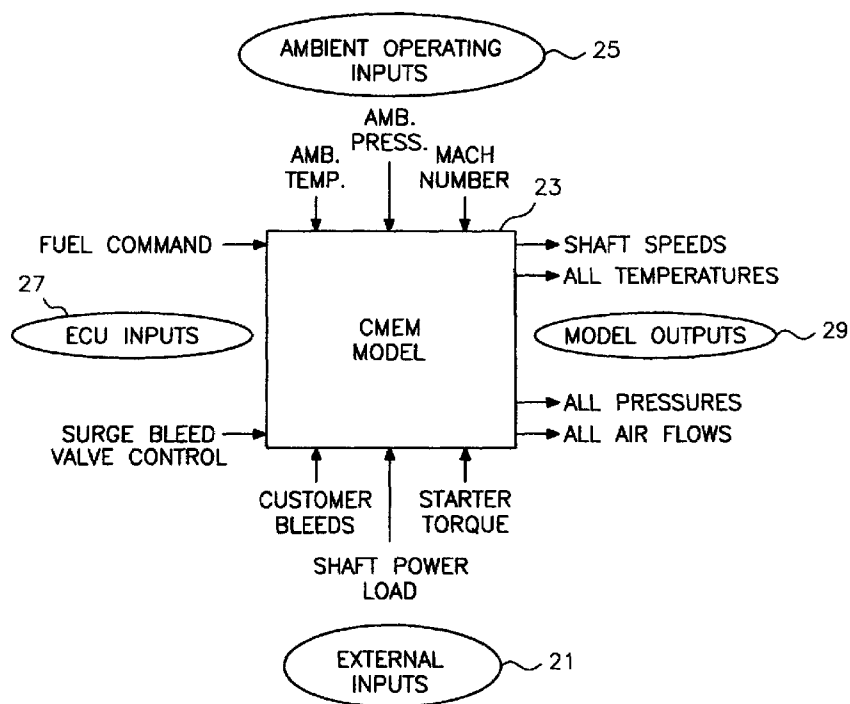 AMBIENT OPERATING
INPUTS
25
AMB.
PRESS.
AMB.
TEMP.
MACH
NUMBER
23
FUEL COMMAND
SHAFT SPEEDS
ALL TEMPERATURES
27
ECU INPUTS
CMEM
MODEL
MODEL OUTPUTS
29
ALL PRESSURES
SURGE BLEED
VALVE CONTROL
ALL AIR FLOWS
CUSTOMER
BLEEDS
STARTER
TORQUE
SHAFT POWER
LOAD
EXTERNAL
INPUTS
21